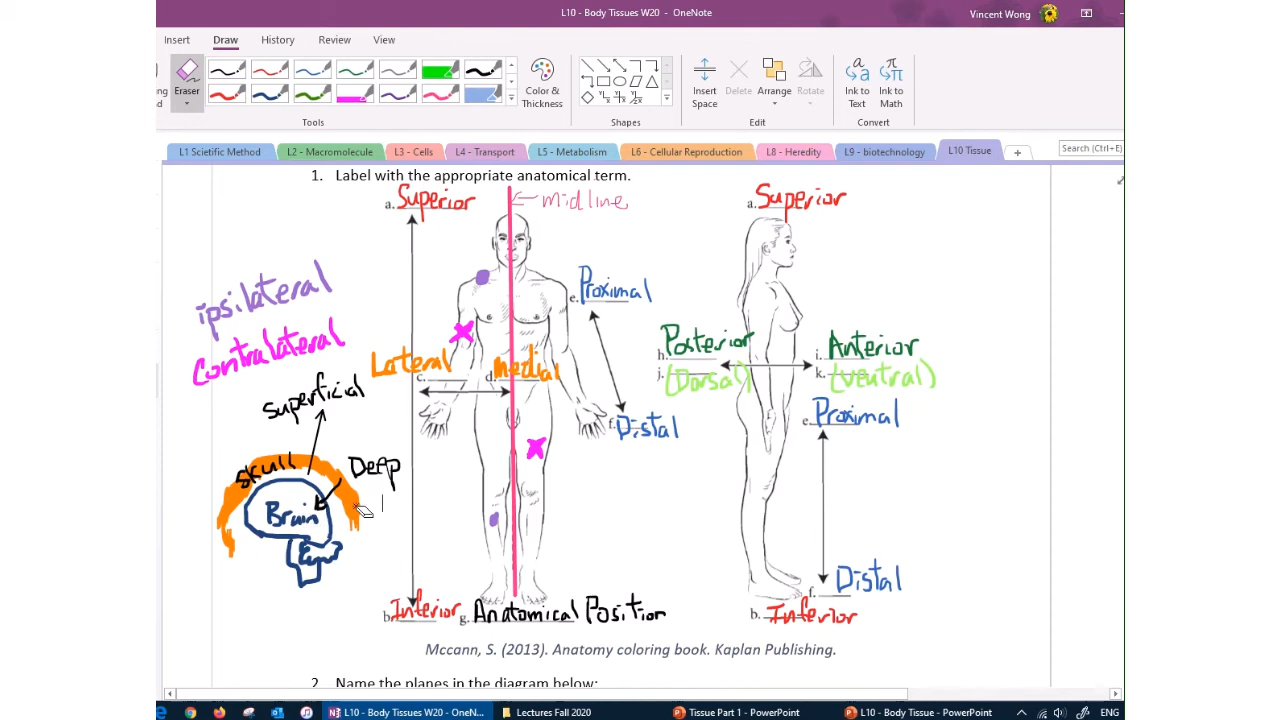 L10 - Body Tissues W20 - OneNote
Vincent Wong
Insert Draw History Review View
Eraser
Color &
Thickness
Insert
Space
Delete
Arrange
Rotate
Ink to
Text
Ink to
Math
Tools
Shapes
Edit
Convert
L1 Scietific Method
L2 - Macromolecule
L3 - Cells
L4 - Transport
L5 - Metabolism
L6 - Cellular Reproduction
L8 - Heredity
L9 - biotechnology
L10 Tissue
Search (Ctrl+E)
1. Label with the appropriate anatomical term.
a. Superior
midline
a. Superior
ipsilateral
Proximal
e.
contralateral
Posterior
h.
Anterior
i.
Lateral
c.
medial
d.
(Dorsal)
j.
(ventral)
k.
superficial
Proximal
e.
Distal
f.
skull
Deep
Brain
Distal
f.
b. Inferior
g. Anatomical Position
b. Inferior
Mccann, S. (2013). Anatomy coloring book. Kaplan Publishing.
2. Name the planes in the diagram below:
L10 - Body Tissues W20 - OneN...
Lectures Fall 2020
Tissue Part 1 - PowerPoint
L10 - Body Tissue - PowerPoint
ENG